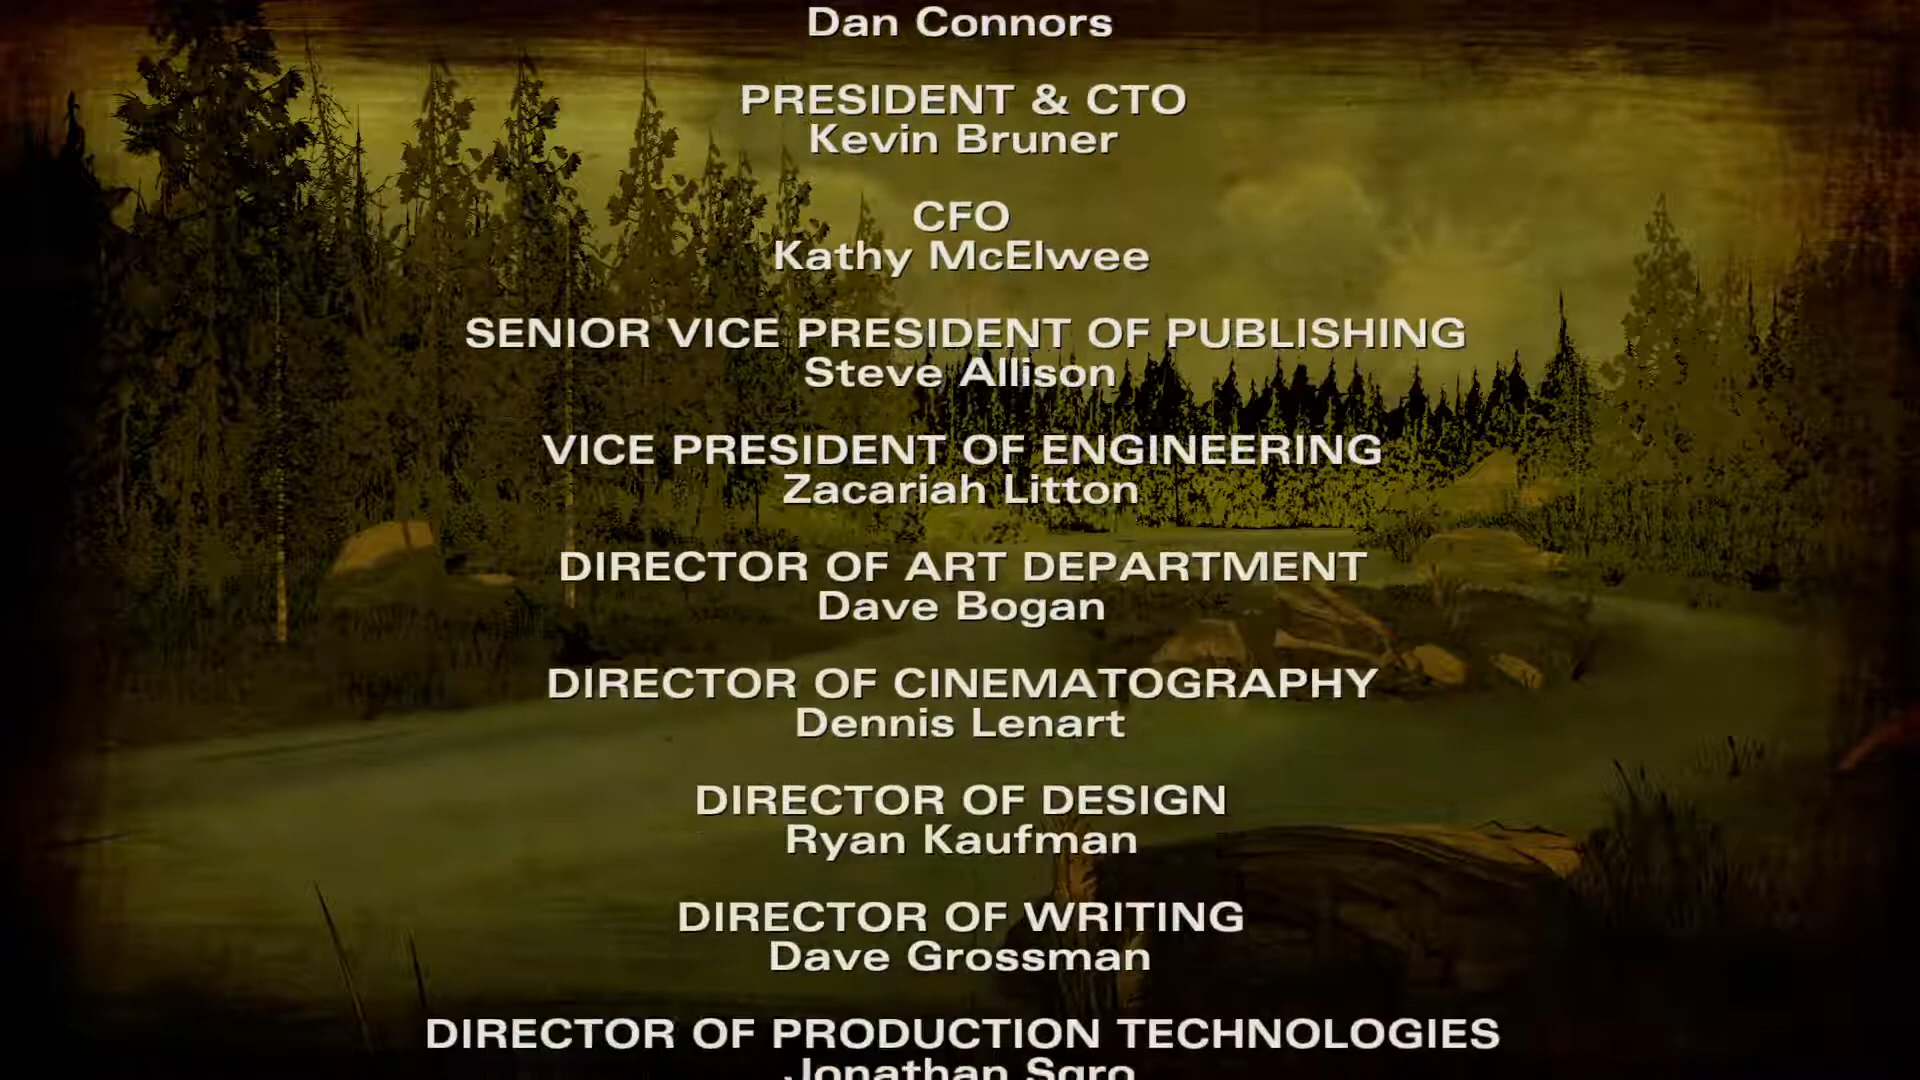 Dan Connors
PRESIDENT & CTO
Kevin Bruner
CFO
Kathy McElwee
SENIOR VICE PRESIDENT OF PUBLISHING
Steve Allison
VICE PRESIDENT OF ENGINEERING
Zacariah Litton
DIRECTOR OF ART DEPARTMENT
Dave Bogan
DIRECTOR OF CINEMATOGRAPHY
Dennis Lenart
DIRECTOR OF DESIGN
Ryan Kaufman
DIRECTOR OF WRITING
Dave Grossman
DIRECTOR OF PRODUCTION TECHNOLOGIES
Jonathan Sgro